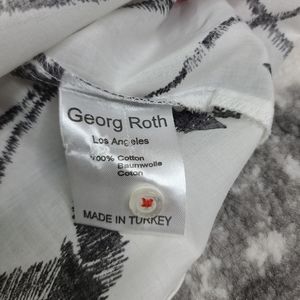 Georg Roth
Los Angeles
100% Cotton
Baumwolle
Coton
MADE IN TURKEY